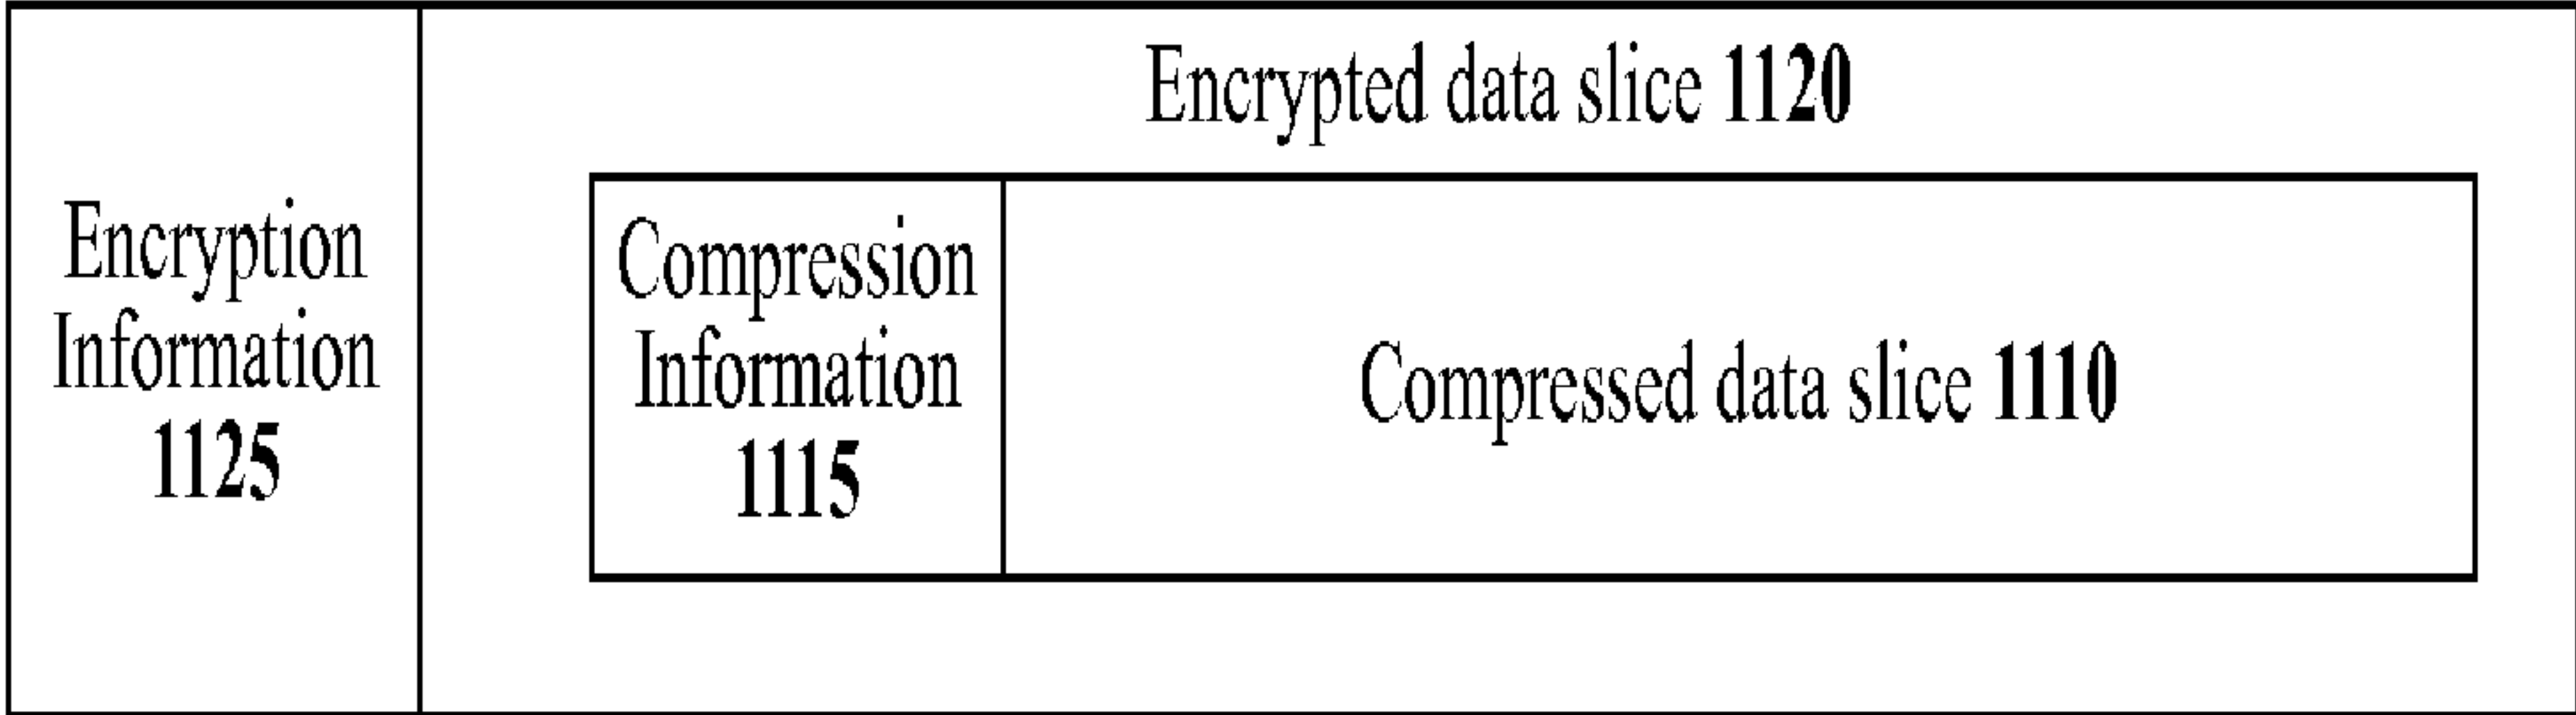 Encrypted data slice 1120
Encryption
Information
1125
Compression
Information
1115
Compressed data slice 1110